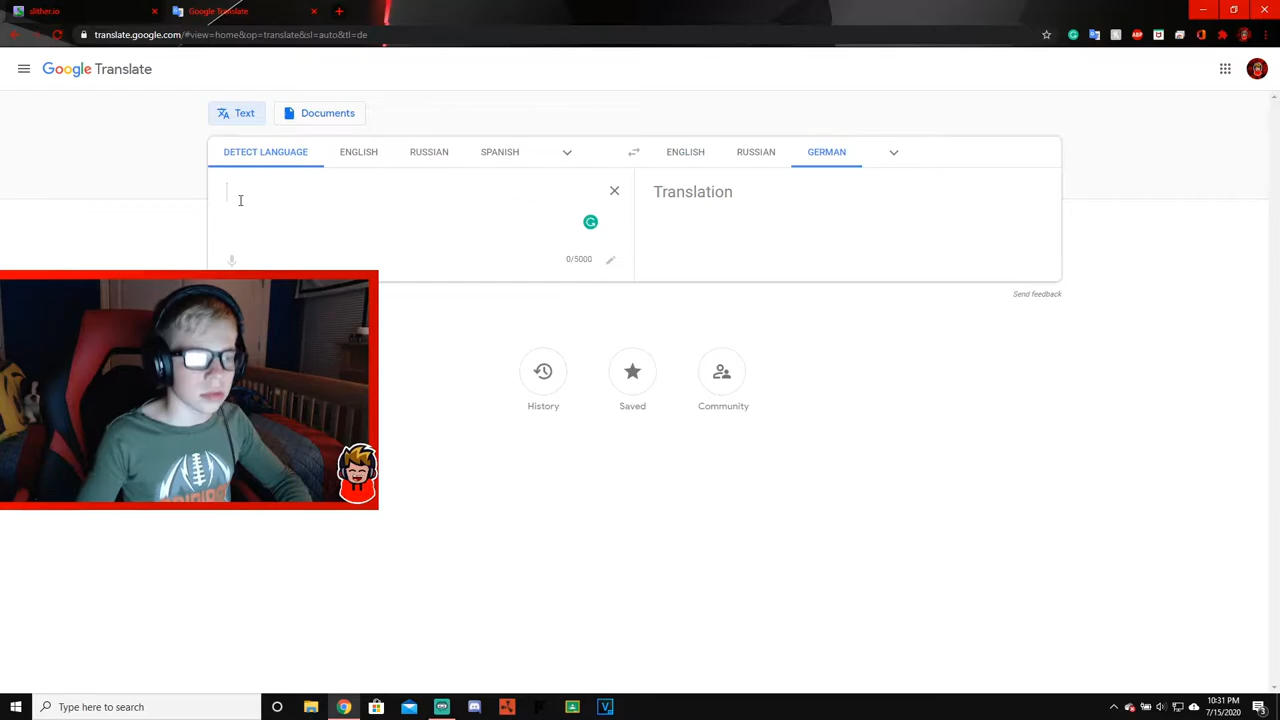 slither.io
Google Translate
translate.google.com/#view=home&op=translate&sl=auto&tl=de
ABP
Google Translate
Text
Documents
DETECT LANGUAGE
ENGLISH
RUSSIAN
SPANISH
ENGLISH
RUSSIAN
GERMAN
Translation
0/5000
Send feedback
History
Saved
Community
Type here to search
10:31 PM
7/15/2020